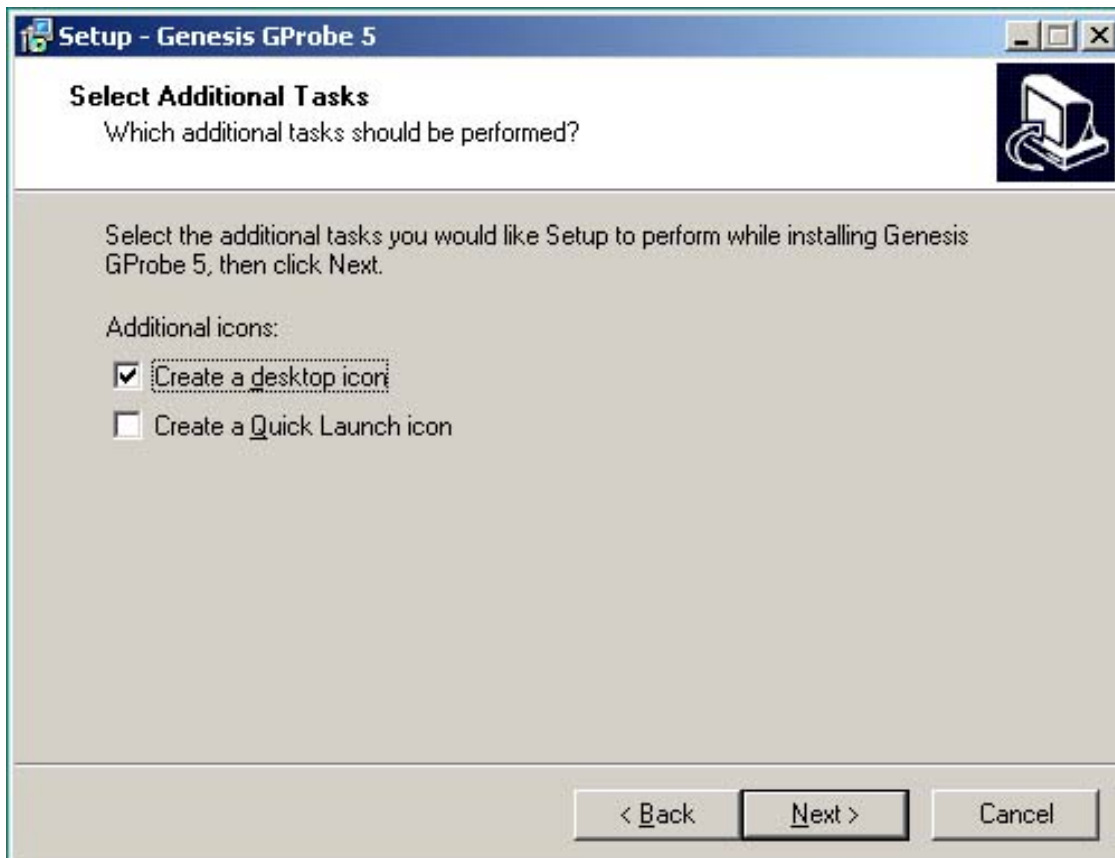 Setup - Genesis GProbe 5
Select Additional Tasks
Which additional tasks should be performed?
Select the additional tasks you would like Setup to perform while installing Genesis
GProbe 5, then click Next.
Additional icons:
Create a desktop icon
Create a Quick Launch icon
< Back Next > Cancel